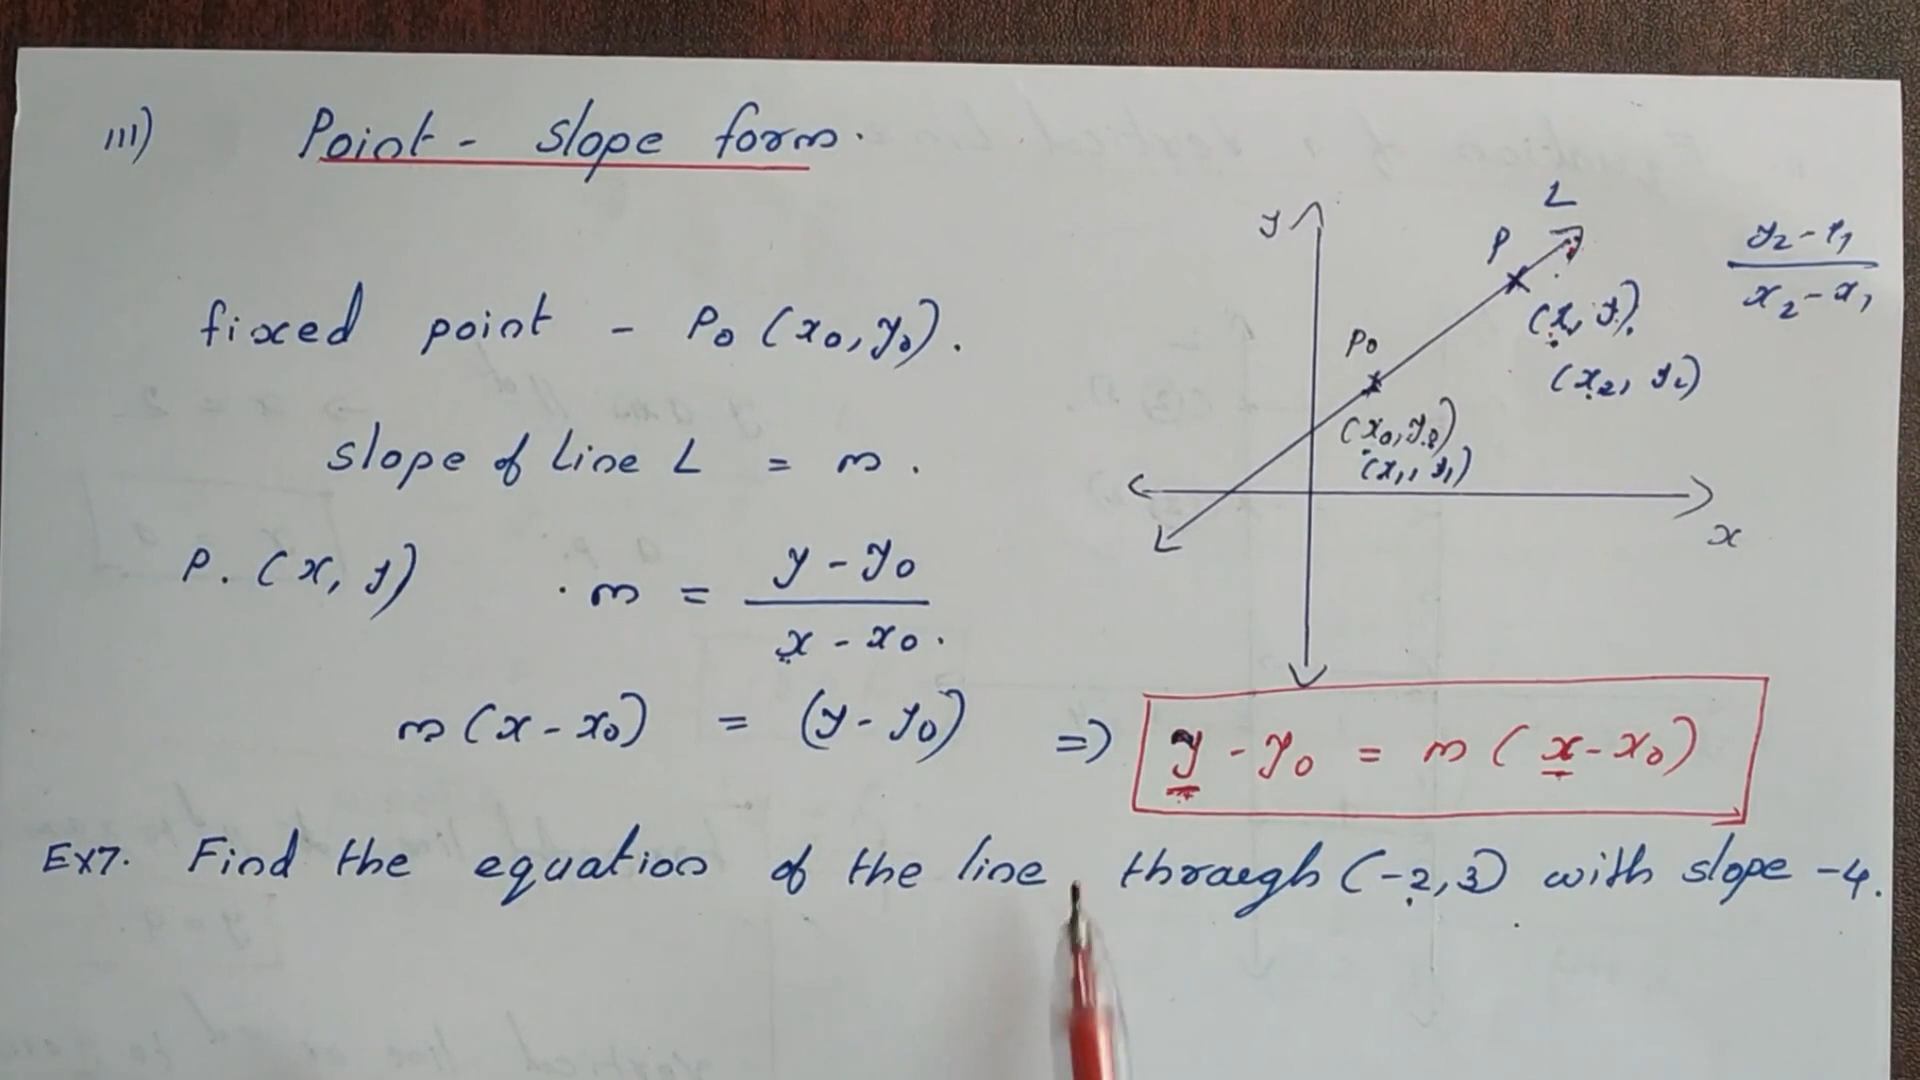 III) Point - slope form.
fixed point - P₀ (x₀, y₀).
slope of line L = m.
P. (x, y) . m = y - y₀ / x - x₀.
m (x - x₀) = (y - y₀) => y - y₀ = m (x - x₀)
Ex7. Find the equation of the line through (-2, 3) with slope -4.
y
L
P
(x, y).
(x₂, y₂)
P₀
(x₀, y₀)
(x₁, y₁)
x
y₂ - y₁ / x₂ - x₁